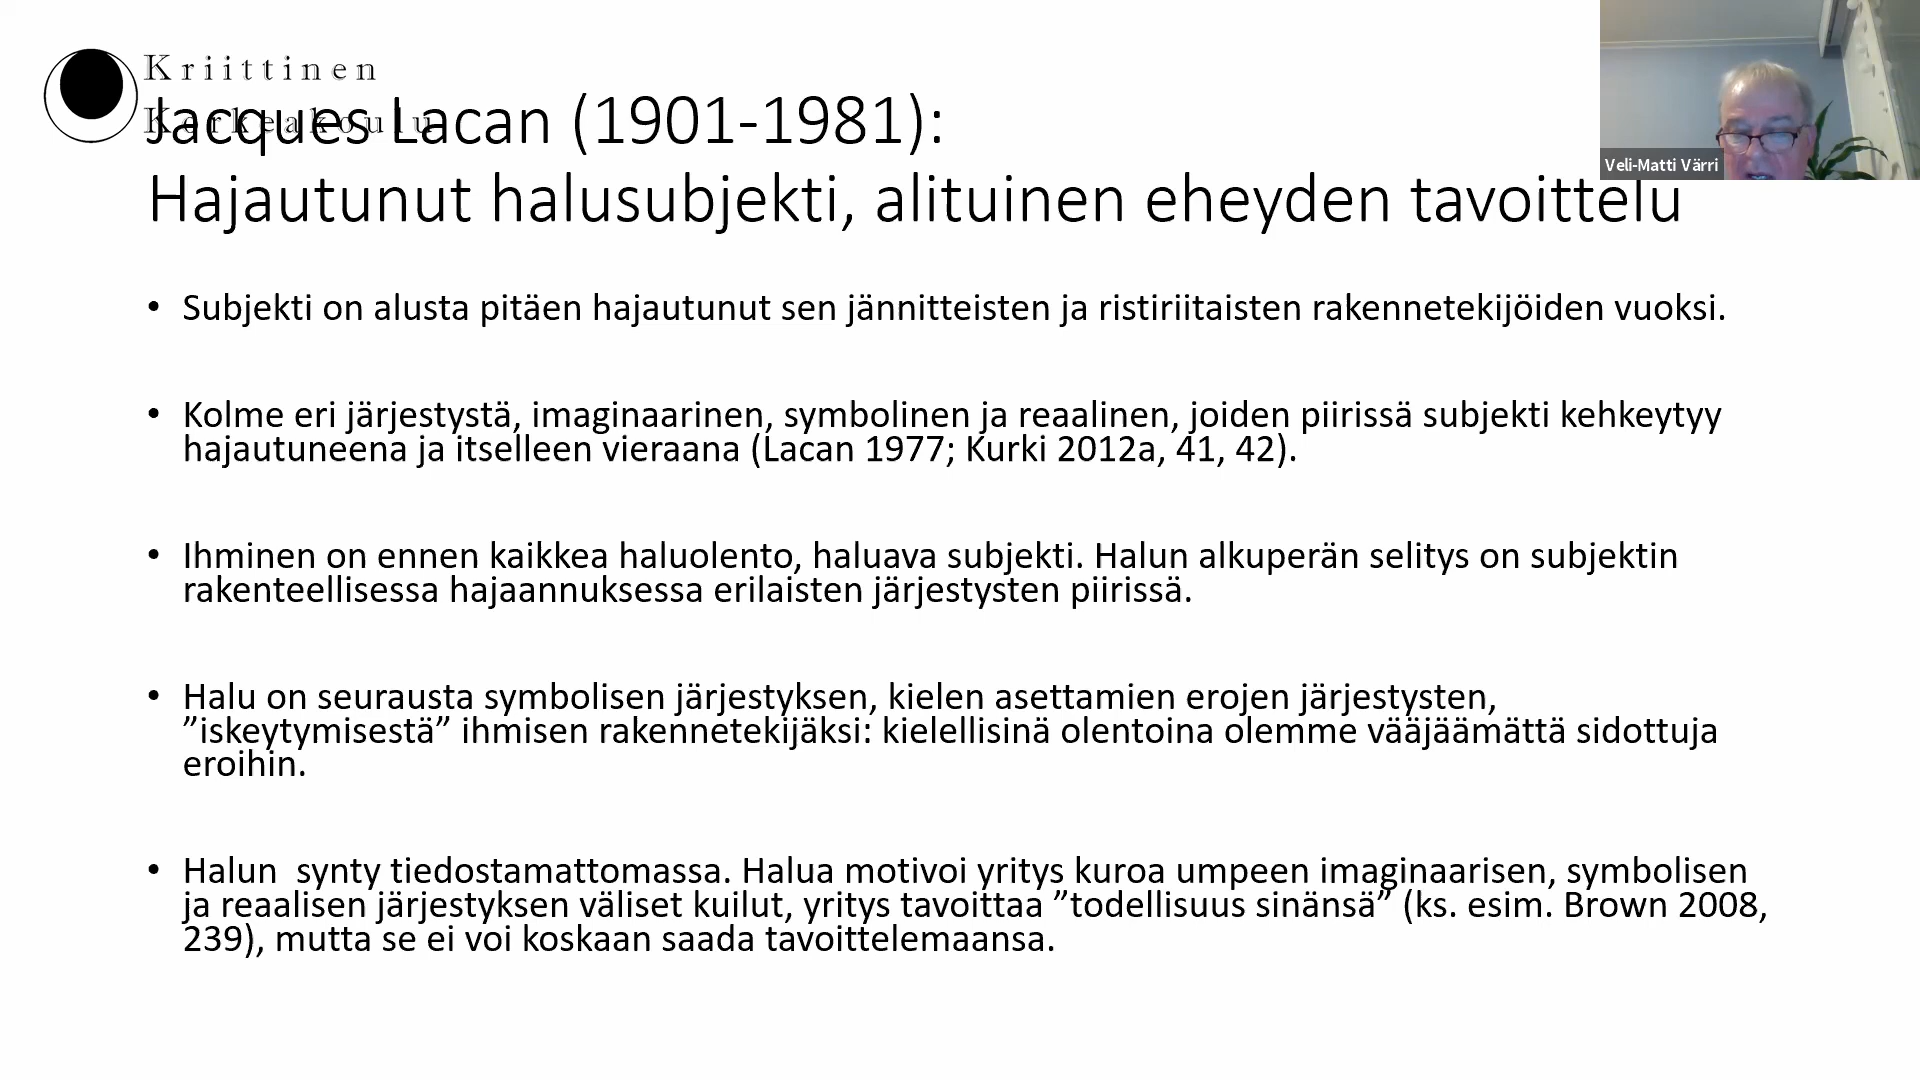 Kriittinen
Korkeakoulu
Jacques Lacan (1901-1981):
Hajautunut halusubjekti, alituinen eheyden tavoittelu
Veli-Matti Värri
• Subjekti on alusta pitäen hajautunut sen jännitteisten ja ristiriitaisten rakennetekijöiden vuoksi.
• Kolme eri järjestystä, imaginaarinen, symbolinen ja reaalinen, joiden piirissä subjekti kehkeytyy
hajautuneena ja itselleen vieraana (Lacan 1977; Kurki 2012a, 41, 42).
• Ihminen on ennen kaikkea haluolento, haluava subjekti. Halun alkuperän selitys on subjektin
rakenteellisessa hajaannuksessa erilaisten järjestysten piirissä.
• Halu on seurausta symbolisen järjestyksen, kielen asettamien erojen järjestysten,
”iskeytymisestä” ihmisen rakennetekijäksi: kielellisinä olentoina olemme vääjäämättä sidottuja
eroihin.
• Halun  synty tiedostamattomassa. Halua motivoi yritys kuroa umpeen imaginaarisen, symbolisen
ja reaalisen järjestyksen väliset kuilut, yritys tavoittaa ”todellisuus sinänsä” (ks. esim. Brown 2008,
239), mutta se ei voi koskaan saada tavoittelemaansa.